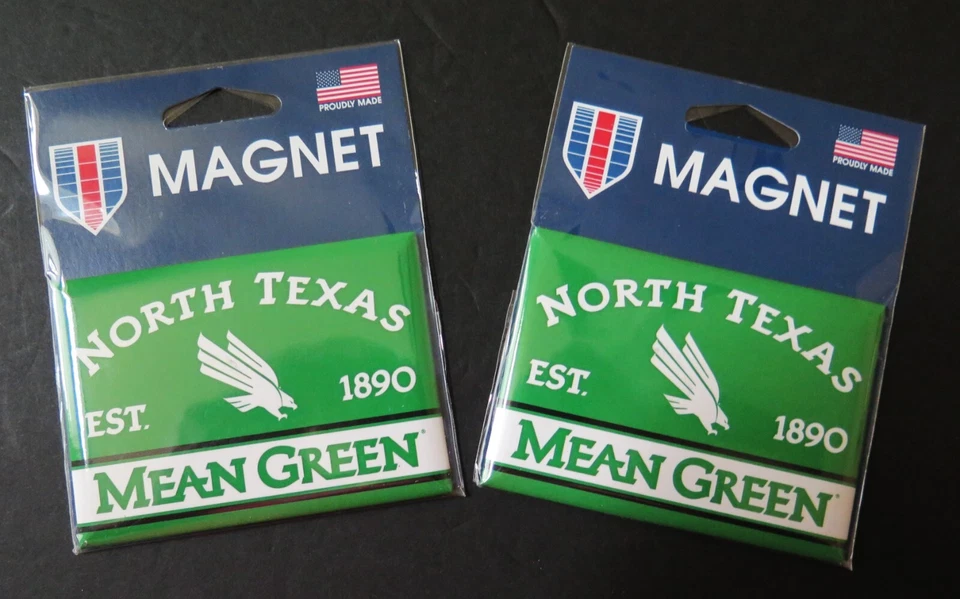 PROUDLY MADE
MAGNET
NORTH TEXAS
EST. 1890
MEAN GREEN
PROUDLY MADE
MAGNET
NORTH TEXAS
EST. 1890
MEAN GREEN